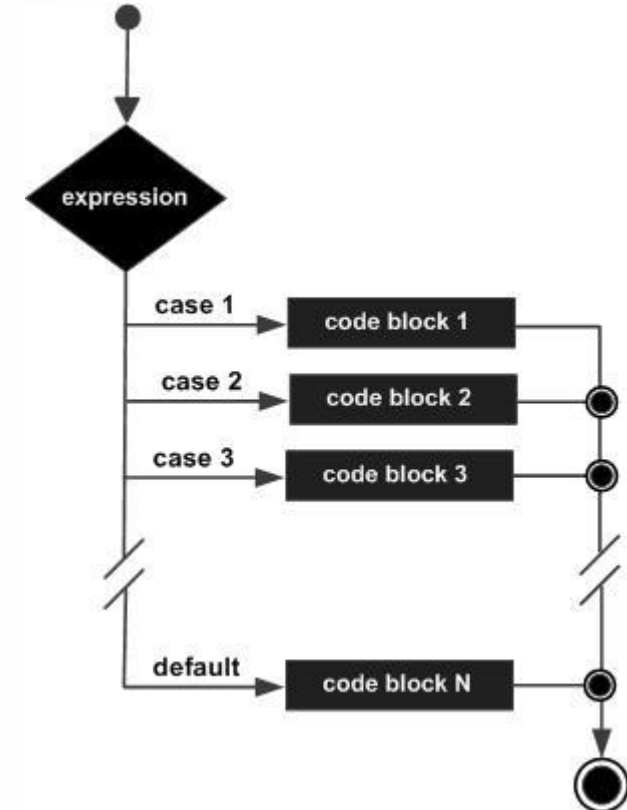 expression
case 1
code block 1
case 2
code block 2
case 3
code block 3
default
code block N